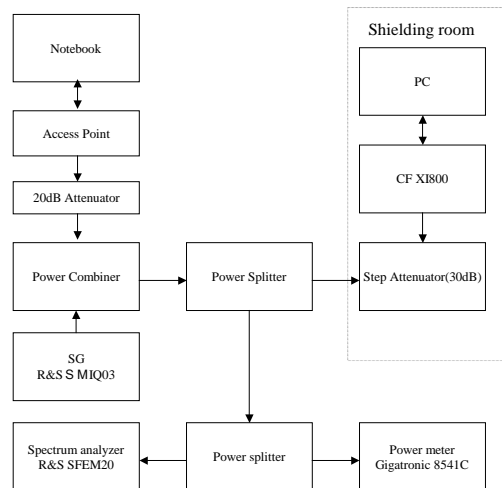 Shielding room
Notebook
PC
Access Point
CF XI800
20dB Attenuator
Power Combiner
Power Splitter
Step Attenuator(30dB)
SG
R&S SMIQ03
Spectrum analyzer
R&S SFEM20
Power splitter
Power meter
Gigatronic 8541C